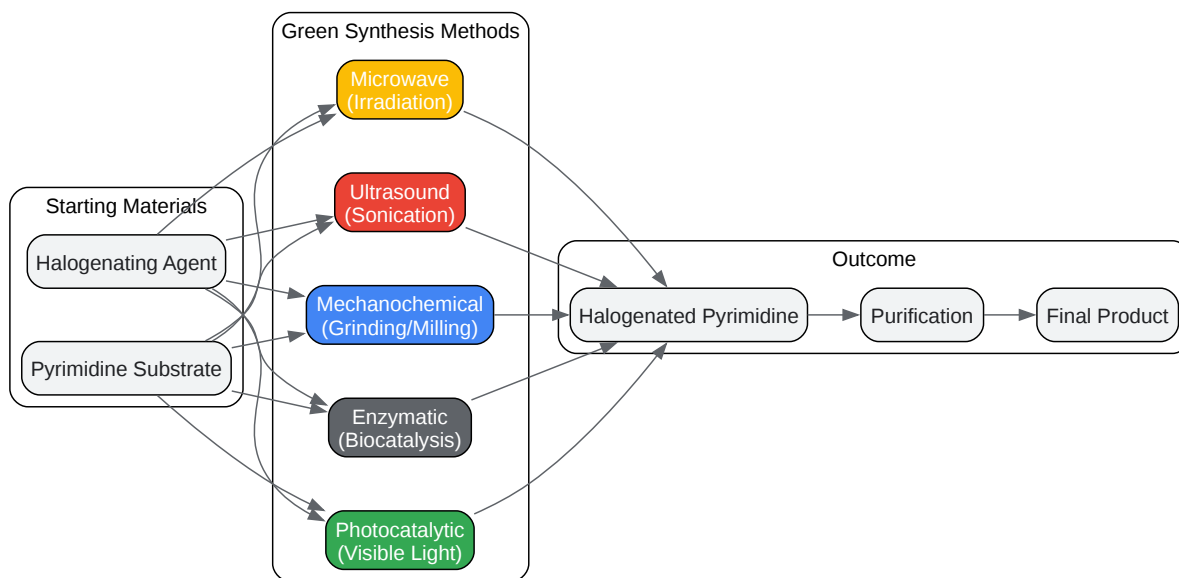 Starting Materials
Halogenating Agent
Pyrimidine Substrate
Green Synthesis Methods
Microwave
(Irradiation)
Ultrasound
(Sonication)
Mechanochemical
(Grinding/Milling)
Enzymatic
(Biocatalysis)
Photocatalytic
(Visible Light)
Outcome
Halogenated Pyrimidine
Purification
Final Product